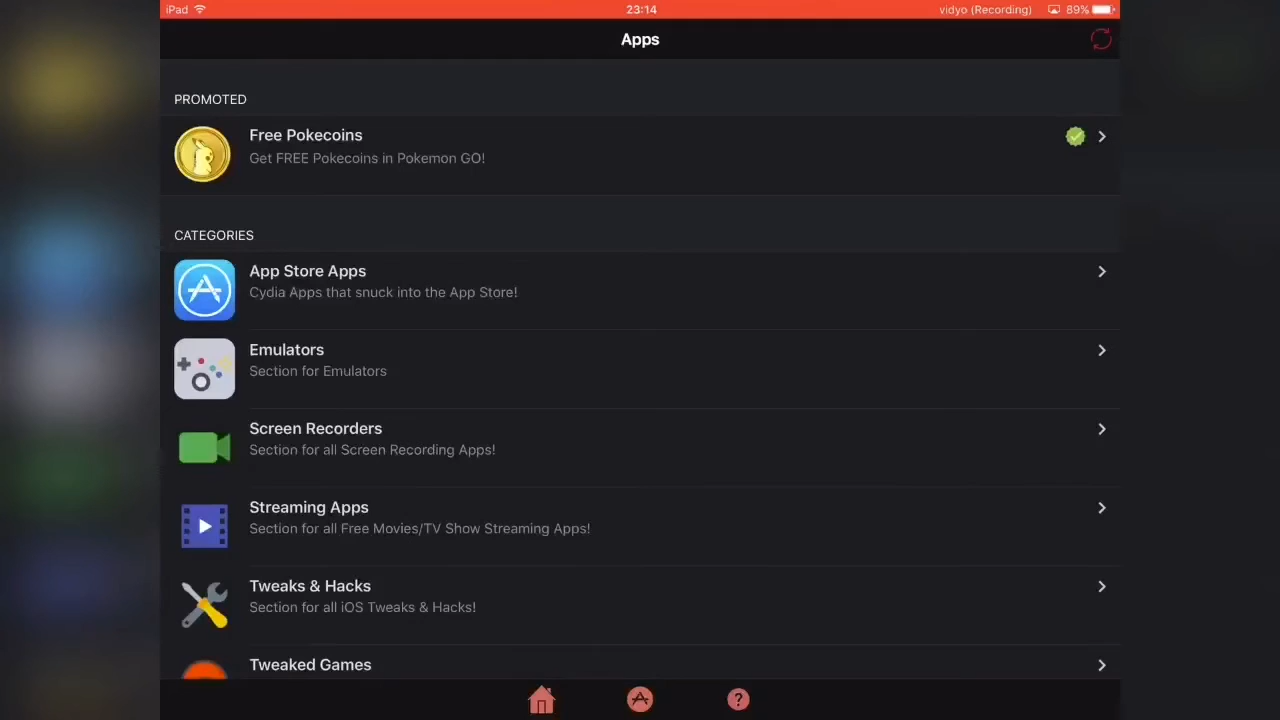 iPad 23:14 vidyo (Recording) 89%
Apps
PROMOTED
Free Pokecoins
Get FREE Pokecoins in Pokemon GO!
CATEGORIES
App Store Apps
Cydia Apps that snuck into the App Store!
Emulators
Section for Emulators
Screen Recorders
Section for all Screen Recording Apps!
Streaming Apps
Section for all Free Movies/TV Show Streaming Apps!
Tweaks & Hacks
Section for all iOS Tweaks & Hacks!
Tweaked Games
?